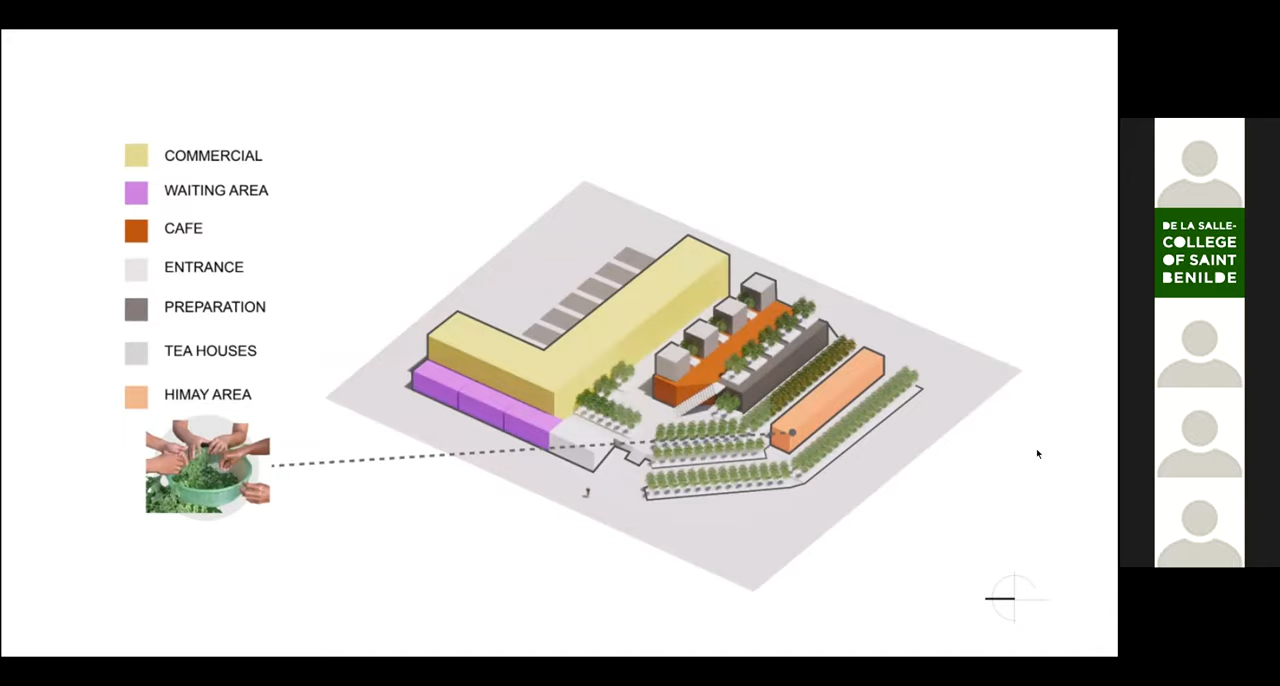 COMMERCIAL
WAITING AREA
CAFE
ENTRANCE
PREPARATION
TEA HOUSES
HIMAY AREA
DE LA SALLE-
COLLEGE
OF SAINT
BENILDE